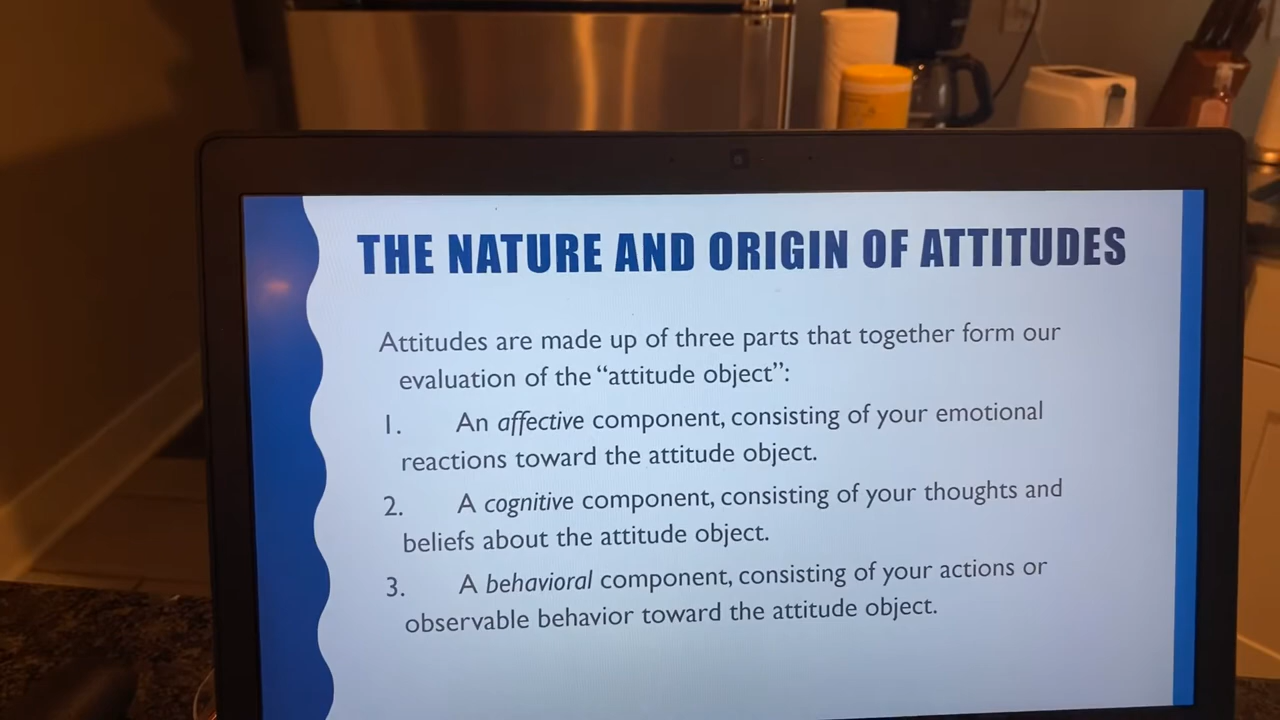 THE NATURE AND ORIGIN OF ATTITUDES
Attitudes are made up of three parts that together form our
evaluation of the “attitude object”:
1. An affective component, consisting of your emotional
reactions toward the attitude object.
2. A cognitive component, consisting of your thoughts and
beliefs about the attitude object.
3. A behavioral component, consisting of your actions or
observable behavior toward the attitude object.